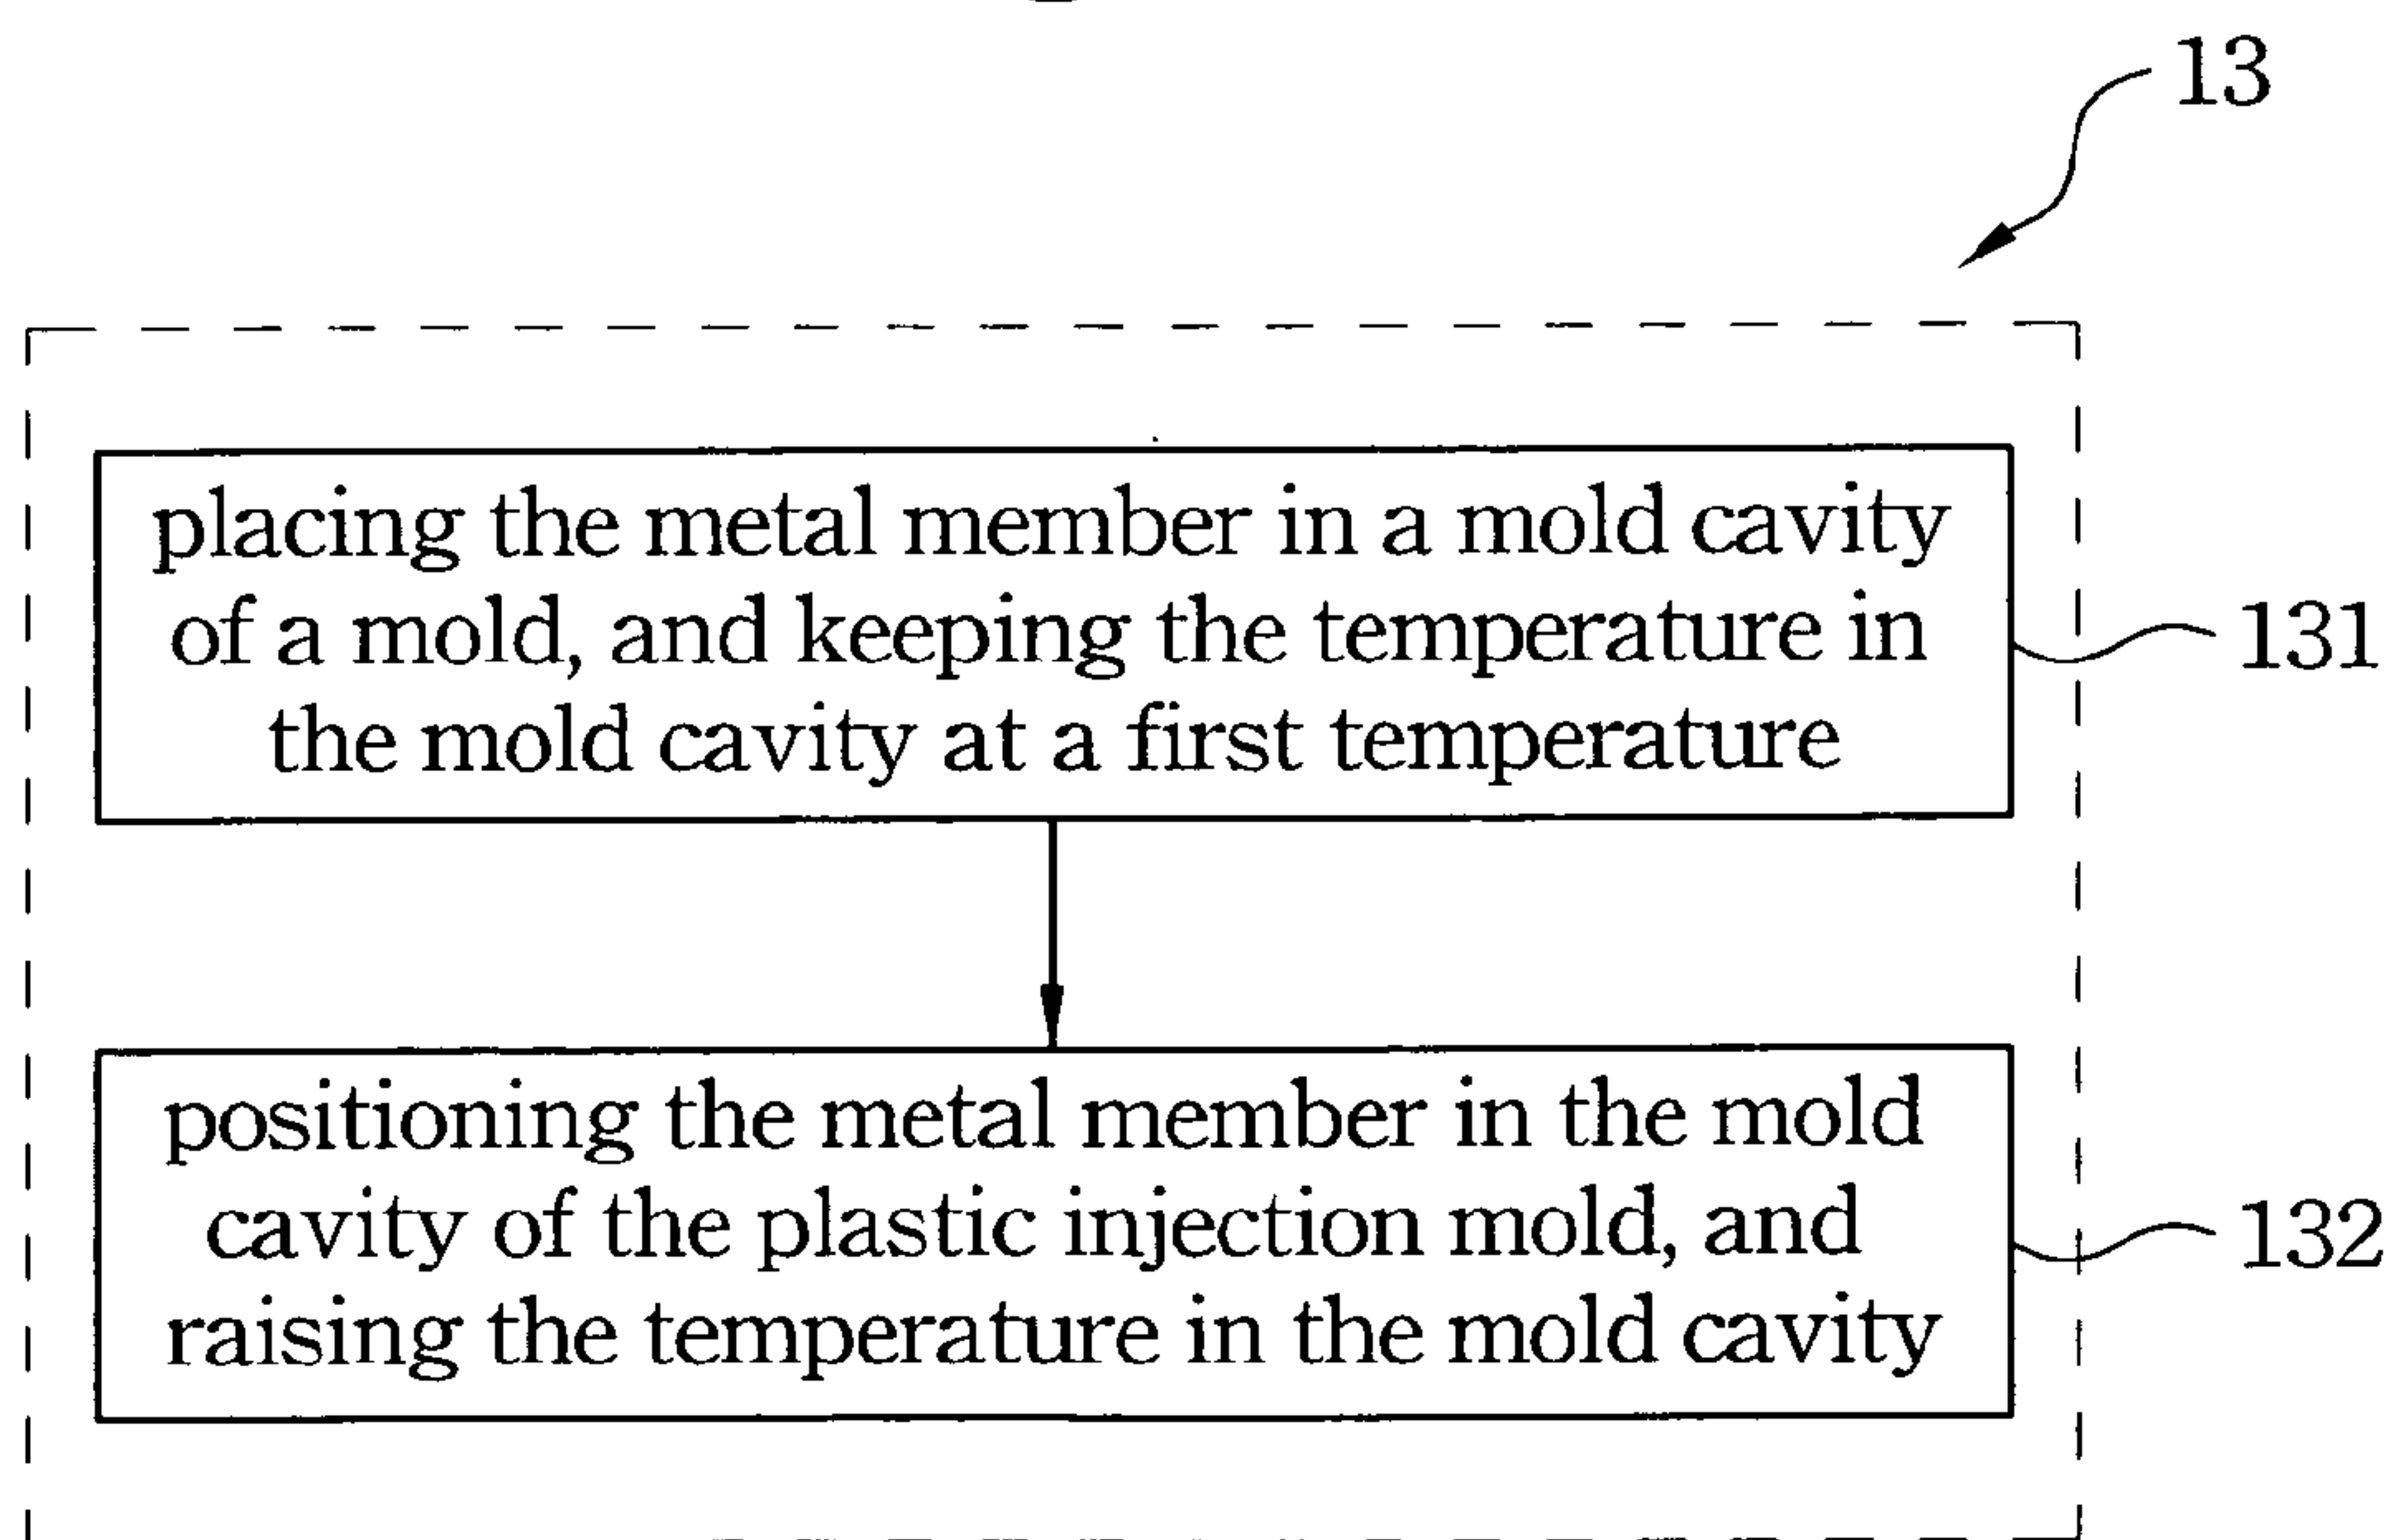 13
placing the metal member in a mold cavity
of a mold, and keeping the temperature in
the mold cavity at a first temperature
131
positioning the metal member in the mold
cavity of the plastic injection mold, and
raising the temperature in the mold cavity
132